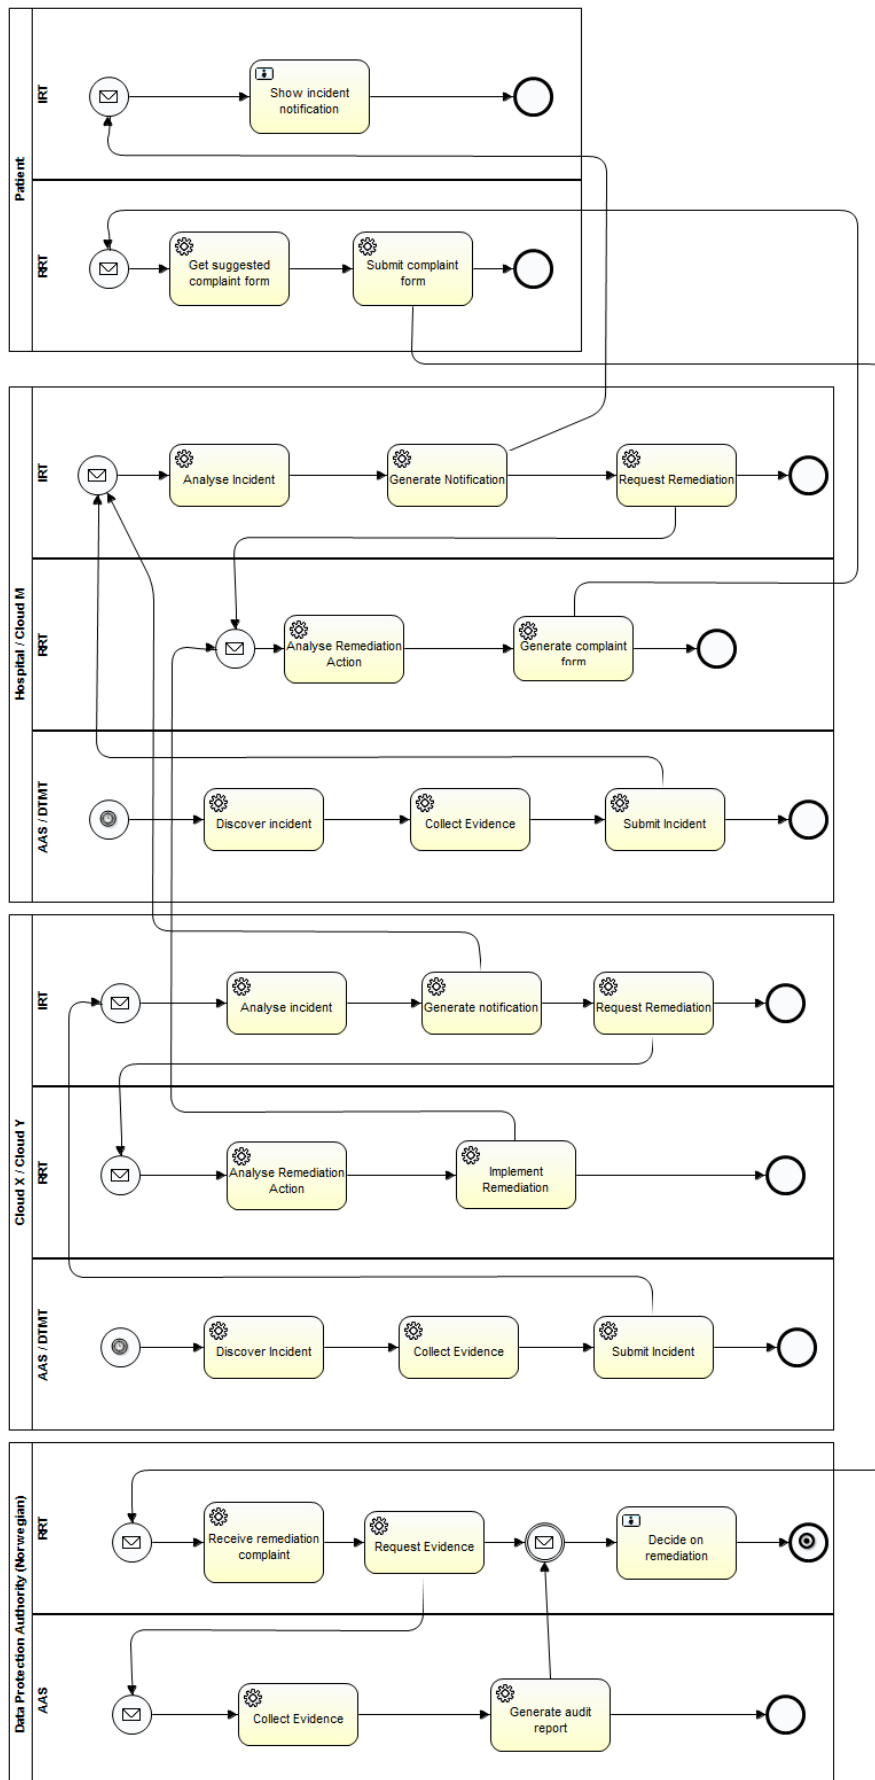 Patient
IRT
Show incident
notification
RRT
Get suggested
complaint form
Submit complaint
form
Hospital / Cloud M
IRT
Analyse Incident
Generate Notification
Request Remediation
RRT
Analyse Remediation
Action
Generate complaint
form
AAS / DTMT
Discover incident
Collect Evidence
Submit Incident
Cloud X / Cloud Y
IRT
Analyse incident
Generate notification
Request Remediation
RRT
Analyse Remediation
Action
Implement
Remediation
AAS / DTMT
Discover Incident
Collect Evidence
Submit Incident
Data Protection Authority (Norwegian)
RRT
Receive remediation
complaint
Request Evidence
Decide on
remediation
AAS
Collect Evidence
Generate audit
report